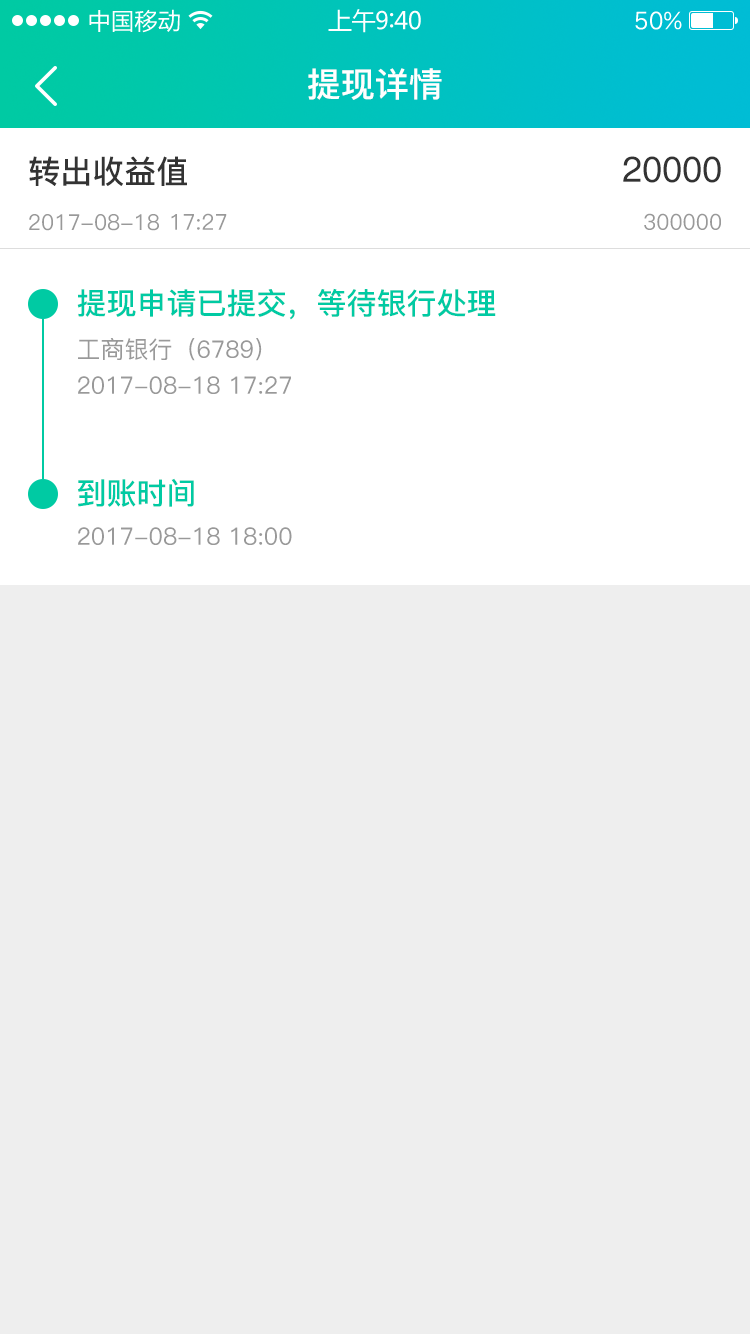 中国移动 上午9:40 50%
提现详情
转出收益值 20000
2017-08-18 17:27 300000
提现申请已提交，等待银行处理
工商银行（6789）
2017-08-18 17:27
到账时间
2017-08-18 18:00